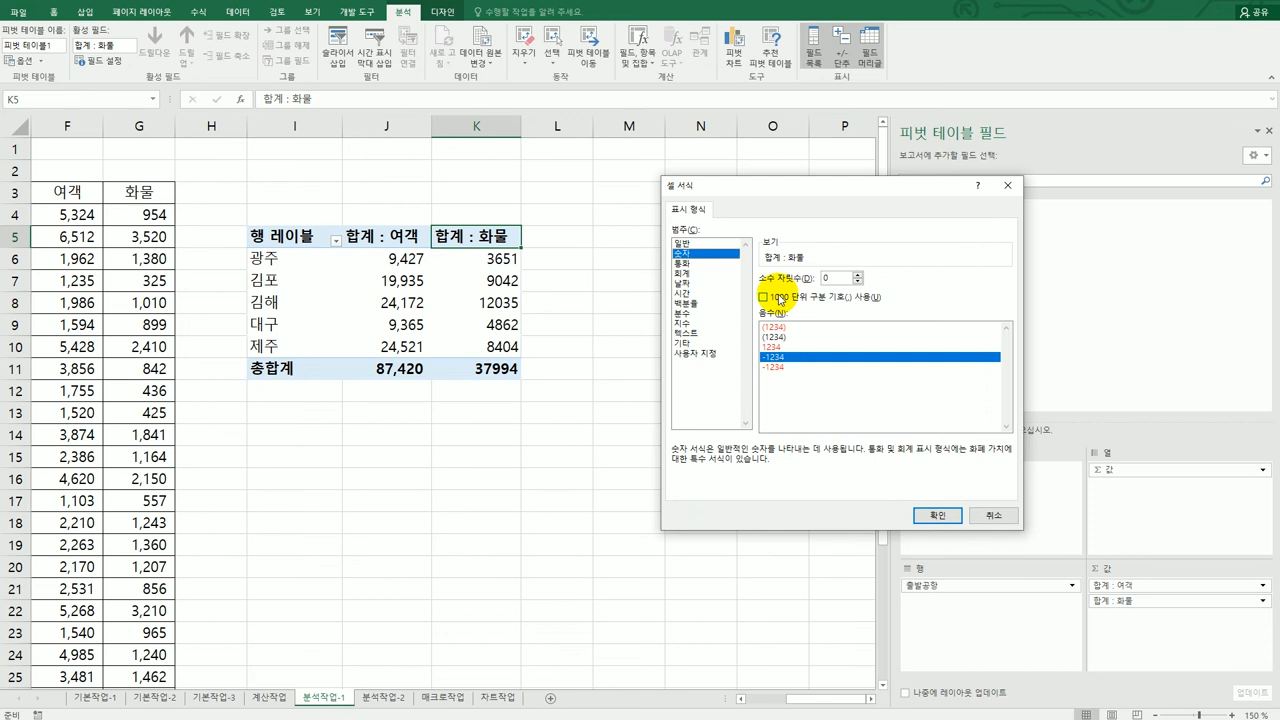 파일 홈 삽입 페이지 레이아웃 수식 데이터 검토 보기 개발 도구 분석 디자인 수행할 작업을 알려 주세요. 공유
피벗 테이블 이름: 활성 필드:
피벗 테이블1 합계 : 화물
옵션 필드 설정 드릴다운 드릴 업 필드 확장 필드 축소
그룹 선택 그룹 해제 그룹 필드
슬라이서 삽입 시간 표시 막대 삽입 필터 연결 새로 고침 데이터 원본 변경 지우기 선택 피벗 테이블 이동 필드, 항목 및 집합 OLAP 도구 관계 피벗 차트 추천 피벗 테이블 필드 목록 +/- 단추 필드 머리글
피벗 테이블 활성 필드 그룹 필터 데이터 동작 계산 도구 표시
K5 fx 합계 : 화물
F G H I J K L M N O P
1
2
3 여객 화물
4 5,324 954
5 6,512 3,520 행 레이블 합계 : 여객 합계 : 화물
6 1,962 1,380 광주 9,427 3651
7 1,235 325 김포 19,935 9042
8 1,986 1,010 김해 24,172 12035
9 1,594 899 대구 9,365 4862
10 5,428 2,410 제주 24,521 8404
11 3,856 842 총합계 87,420 37994
12 1,755 436
13 1,520 425
14 3,874 1,841
15 2,386 1,164
16 4,620 2,150
17 1,103 557
18 2,210 1,243
19 2,263 1,360
20 2,170 1,207
21 2,531 856
22 5,268 3,210
23 1,540 965
24 4,985 1,240
25 3,481 1,462
셀 서식 ?
표시 형식
범주(C):
일반
숫자
통화
회계
날짜
시간
백분율
분수
지수
텍스트
기타
사용자 지정
보기
합계 : 화물
소수 자릿수(D): 0
1000 단위 구분 기호(,) 사용(U)
음수(N):
(1234)
(1234)
1234
-1234
-1234
숫자 서식은 일반적인 숫자를 나타내는 데 사용됩니다. 통화 및 회계 표시 형식에는 화폐 가치에
대한 특수 서식이 있습니다.
확인 취소
피벗 테이블 필드
보고서에 추가할 필드 선택:
으십시오.
열
Σ 값
행 Σ 값
출발공항 합계 : 여객
합계 : 화물
나중에 레이아웃 업데이트 업데이트
기본작업-1 기본작업-2 기본작업-3 계산작업 분석작업-1 분석작업-2 매크로작업 차트작업
준비 150 %